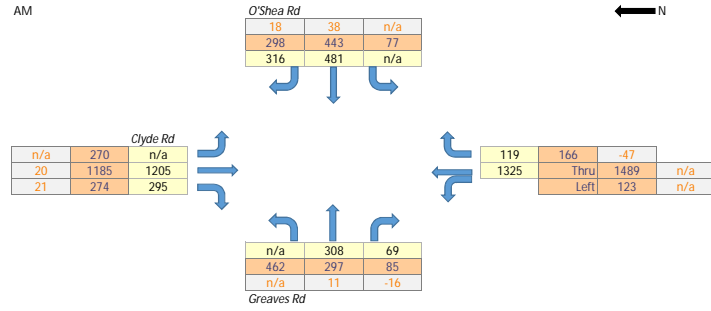 AM O'Shea Rd N
18 38 n/a
298 443 77
316 481 n/a
Clyde Rd
n/a 270 n/a 119 166 -47
20 1185 1205 1325 Thru 1489 n/a
21 274 295 Left 123 n/a
n/a 308 69
462 297 85
n/a 11 -16
Greaves Rd